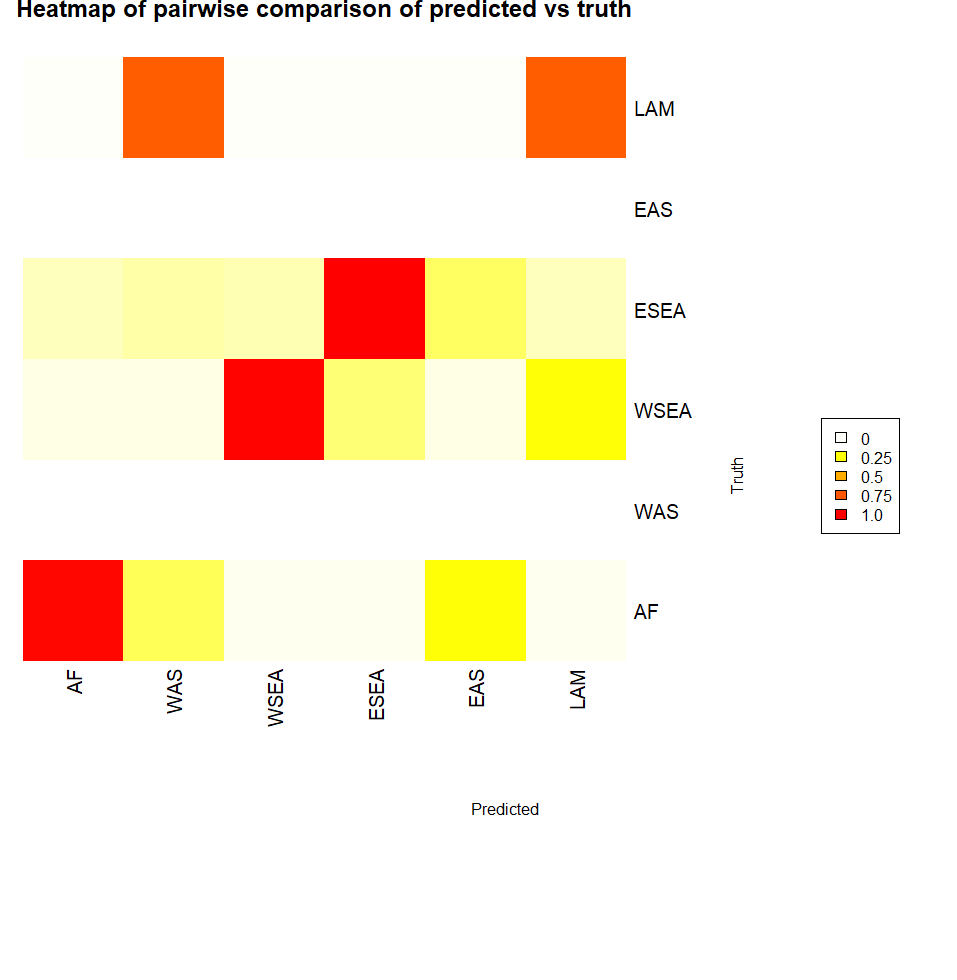 Heatmap of pairwise comparison of predicted vs truth
LAM
EAS
ESEA
WSEA
WAS
AF
Truth
0
0.25
0.5
0.75
1.0
AF
WAS
WSEA
ESEA
EAS
LAM
Predicted